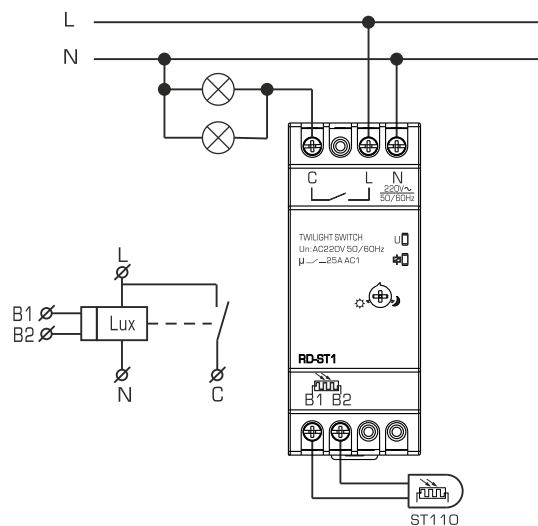 L
N
C L N
220V~
50/60Hz
TWILIGHT SWITCH
Un:AC220V 50/60Hz
µ 25A AC1
U
RD-ST1
B1 B2
ST110
L
B1
B2
Lux
N
C